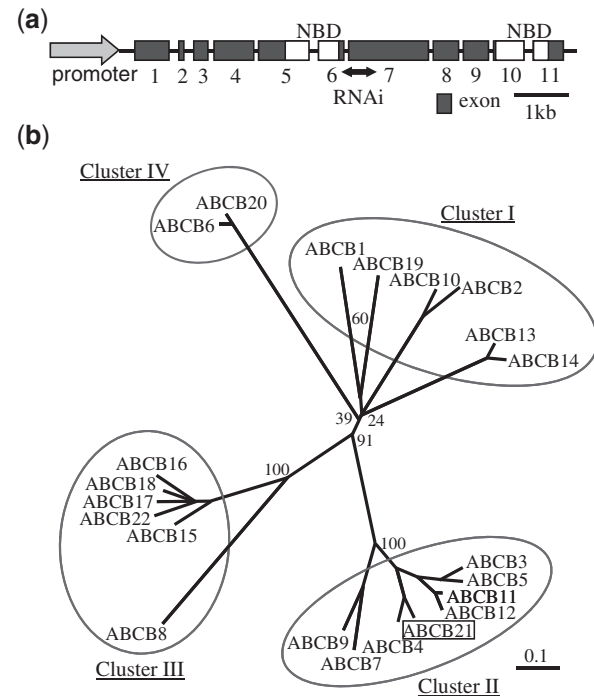 (a)
NBD NBD
promoter 1 2 3 4 5 6 7 8 9 10 11
RNAi
exon
1kb
(b)
Cluster IV
ABCB20
ABCB6
Cluster I
ABCB1
ABCB19
ABCB10
ABCB2
60
ABCB13
ABCB14
39 24
91
100
ABCB16
ABCB18
ABCB17
ABCB22
ABCB15
ABCB8
Cluster III
100
ABCB3
ABCB5
ABCB11
ABCB12
ABCB21
ABCB4
ABCB9
ABCB7
Cluster II
0.1